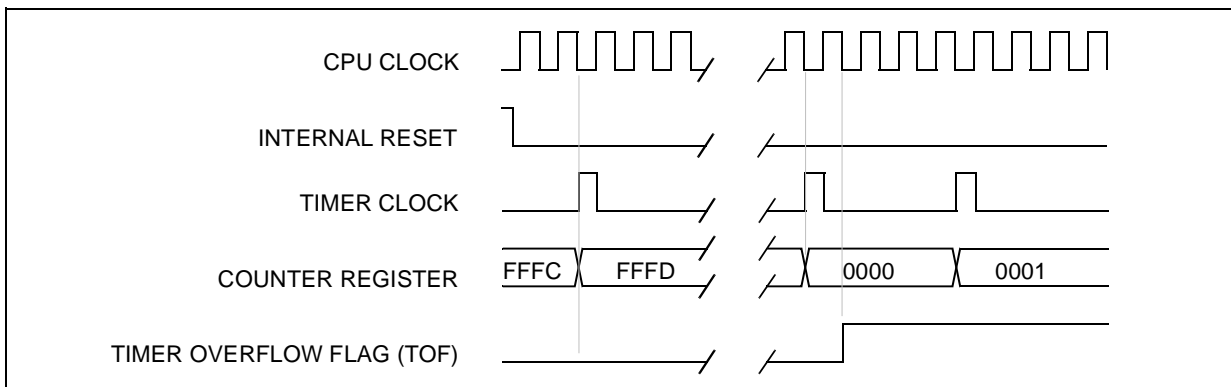 CPU CLOCK
INTERNAL RESET
TIMER CLOCK
COUNTER REGISTER
FFFC
FFFD
0000
0001
TIMER OVERFLOW FLAG (TOF)